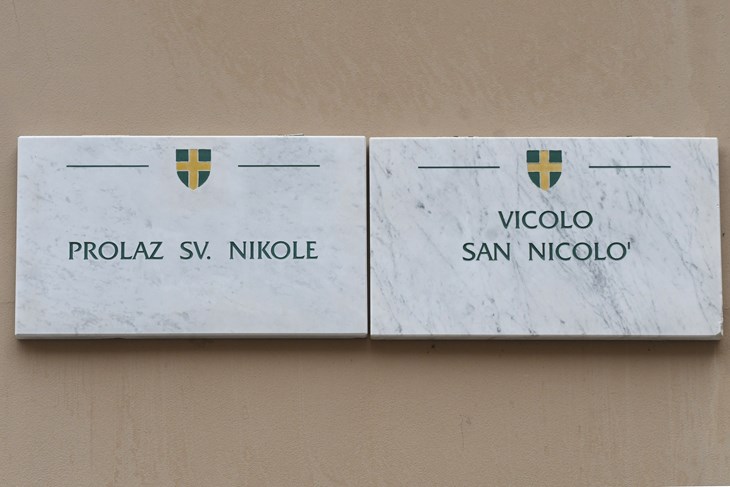 PROLAZ SV. NIKOLE
VICOLO
SAN NICOLO'